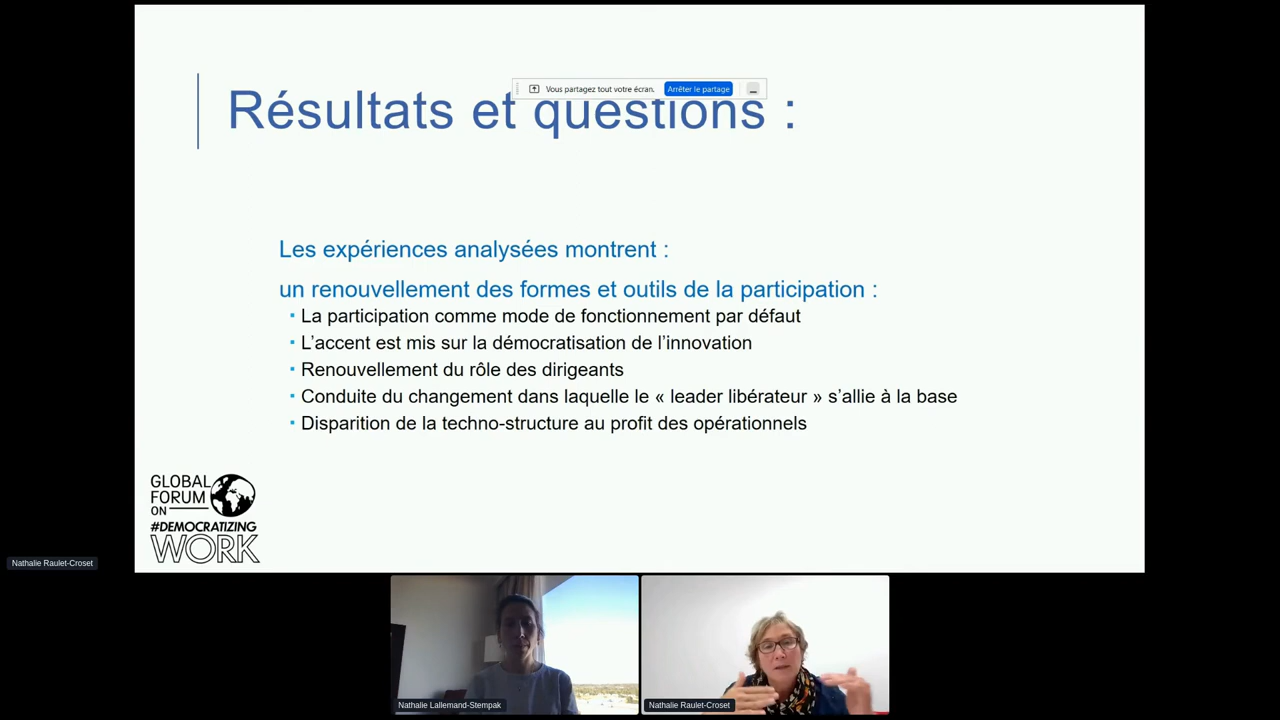 Vous partagez tout votre écran. Arrêter le partage
Résultats et questions :
Les expériences analysées montrent :
un renouvellement des formes et outils de la participation :
La participation comme mode de fonctionnement par défaut
L'accent est mis sur la démocratisation de l'innovation
Renouvellement du rôle des dirigeants
Conduite du changement dans laquelle le « leader libérateur » s'allie à la base
Disparition de la techno-structure au profit des opérationnels
GLOBAL
FORUM
ON
#DEMOCRATIZING
WORK
Nathalie Raulet-Croset
Nathalie Lallemand-Stempak
Nathalie Raulet-Croset